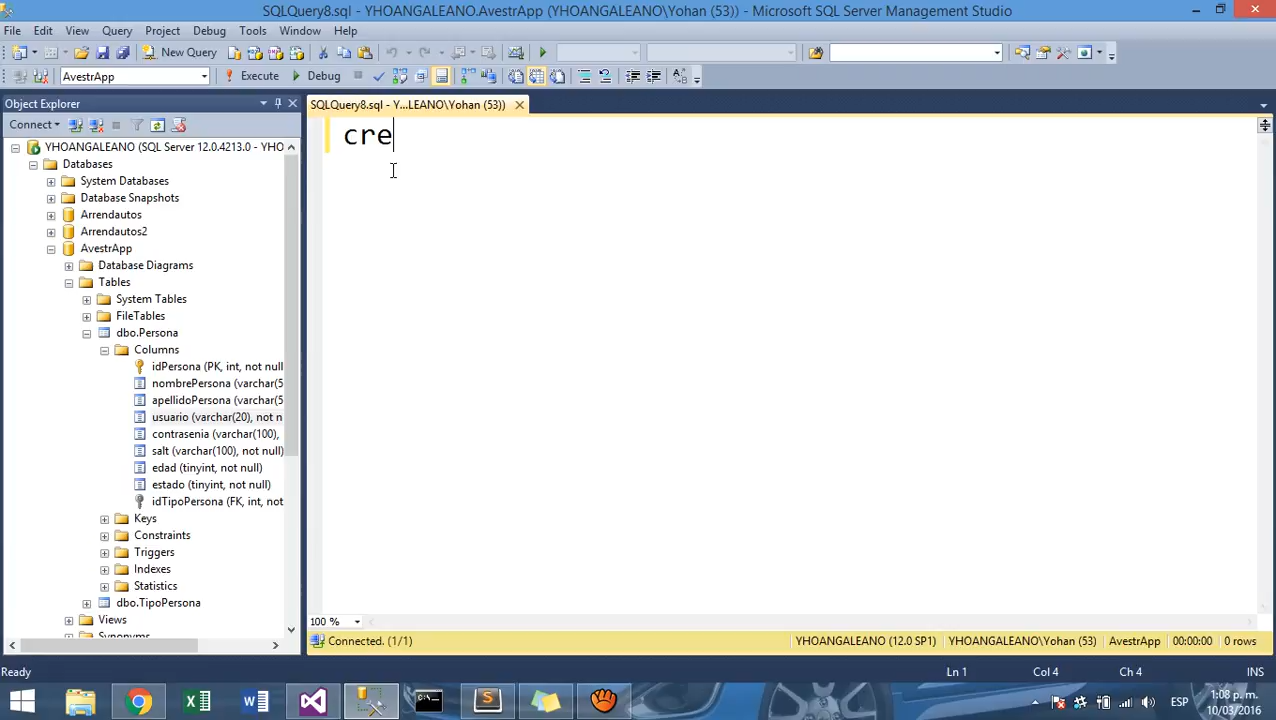 SQLQuery8.sql - YHOANGALEANO.AvestrApp (YHOANGALEANO\Yohan (53)) - Microsoft SQL Server Management Studio
File Edit View Query Project Debug Tools Window Help
New Query
AvestrApp Execute Debug
Object Explorer
SQLQuery8.sql - Y...LEANO\Yohan (53))
Connect
cre
YHOANGALEANO (SQL Server 12.0.4213.0 - YHO
Databases
System Databases
Database Snapshots
Arrendautos
Arrendautos2
AvestrApp
Database Diagrams
Tables
System Tables
FileTables
dbo.Persona
Columns
idPersona (PK, int, not null
nombrePersona (varchar(5
apellidoPersona (varchar(5
usuario (varchar(20), not n
contrasenia (varchar(100),
salt (varchar(100), not null)
edad (tinyint, not null)
estado (tinyint, not null)
idTipoPersona (FK, int, not
Keys
Constraints
Triggers
Indexes
Statistics
dbo.TipoPersona
Views
Synonyms
100 %
Connected. (1/1) YHOANGALEANO (12.0 SP1) YHOANGALEANO\Yohan (53) AvestrApp 00:00:00 0 rows
Ready Ln 1 Col 4 Ch 4 INS
ESP
1:08 p. m.
10/03/2016